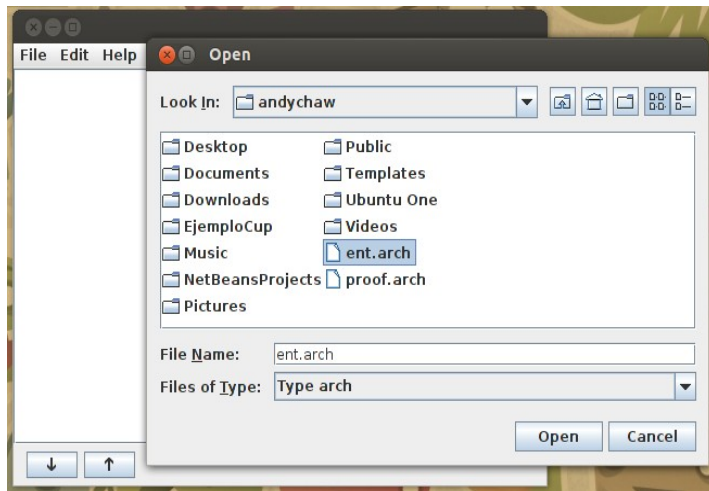 File Edit Help
Open
Look In: andychaw
Desktop
Documents
Downloads
EjemploCup
Music
NetBeansProjects
Pictures
Public
Templates
Ubuntu One
Videos
ent.arch
proof.arch
File Name: ent.arch
Files of Type: Type arch
Open Cancel